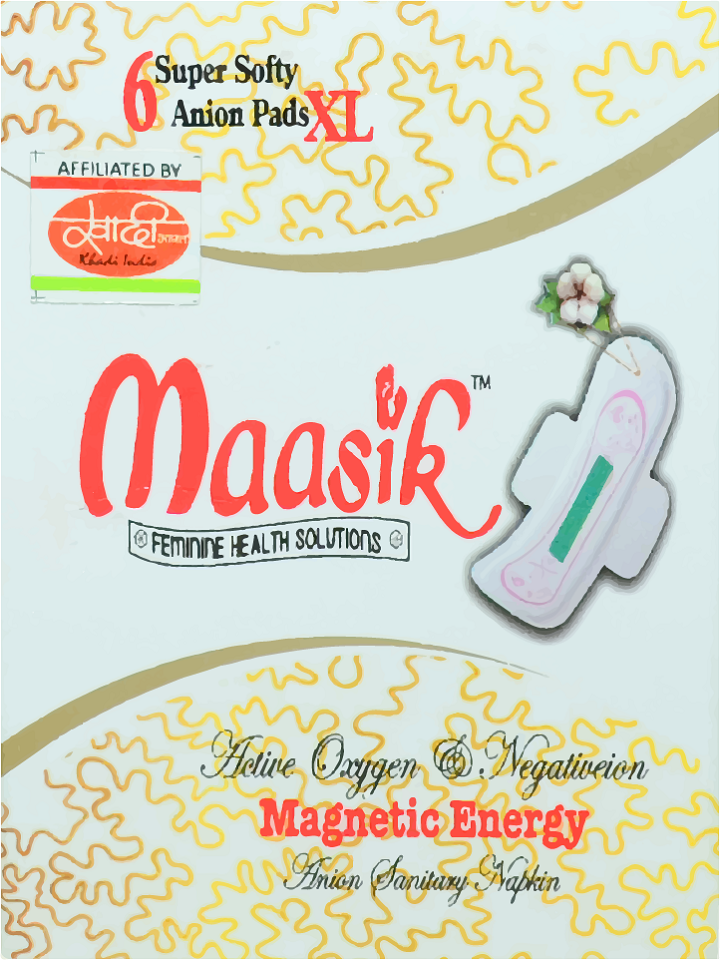 6 Super Softy
Anion Pads XL
AFFILIATED BY
खादी
Khadi India
Maasik™
FEMININE HEALTH SOLUTIONS
Active Oxygen & Negativeion
Magnetic Energy
Anion Sanitary Napkin